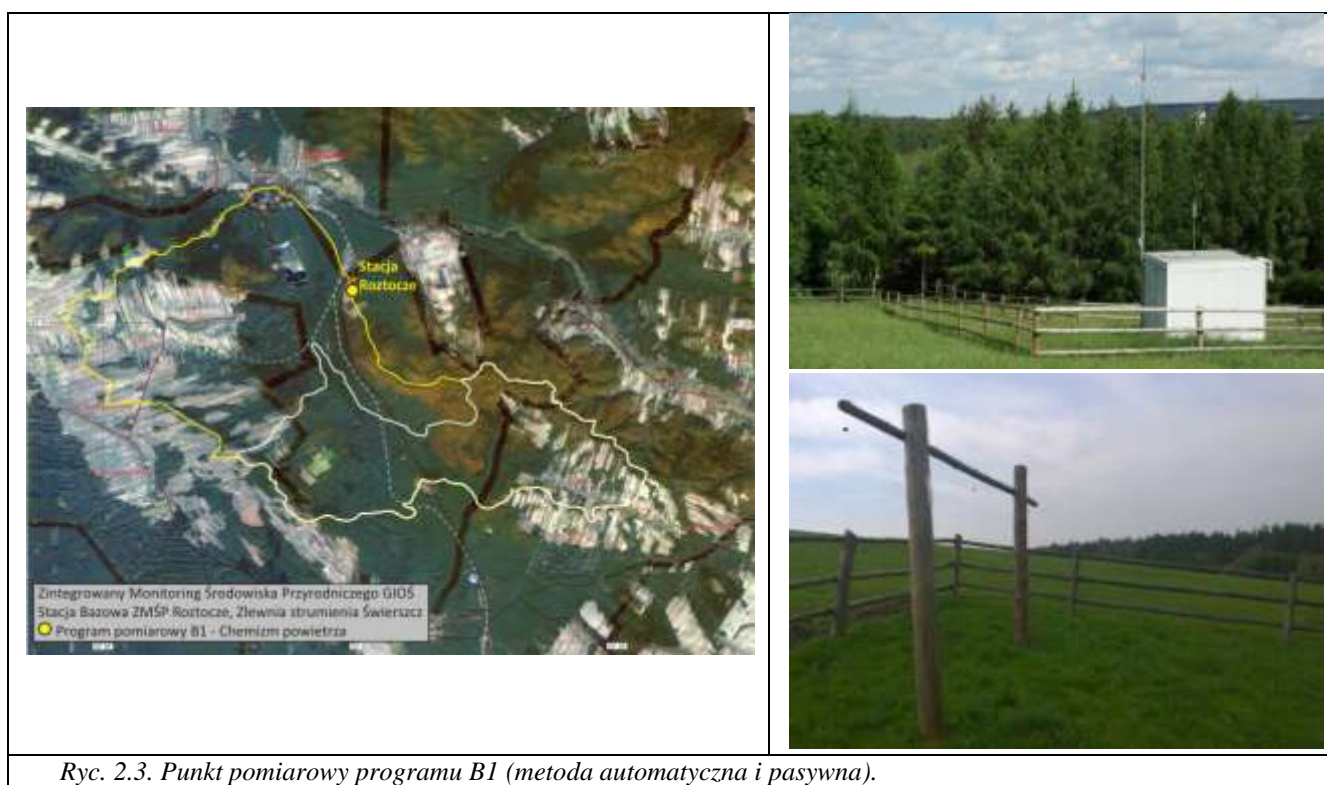 Stacja
Roztocze
Zintegrowany Monitoring Środowiska Przyrodniczego GIOŚ
Stacja Bazowa ZMŚP Roztocze, Zlewnia strumienia Świerszcz
Program pomiarowy B1 - Chemizm powietrza
Ryc. 2.3. Punkt pomiarowy programu B1 (metoda automatyczna i pasywna).